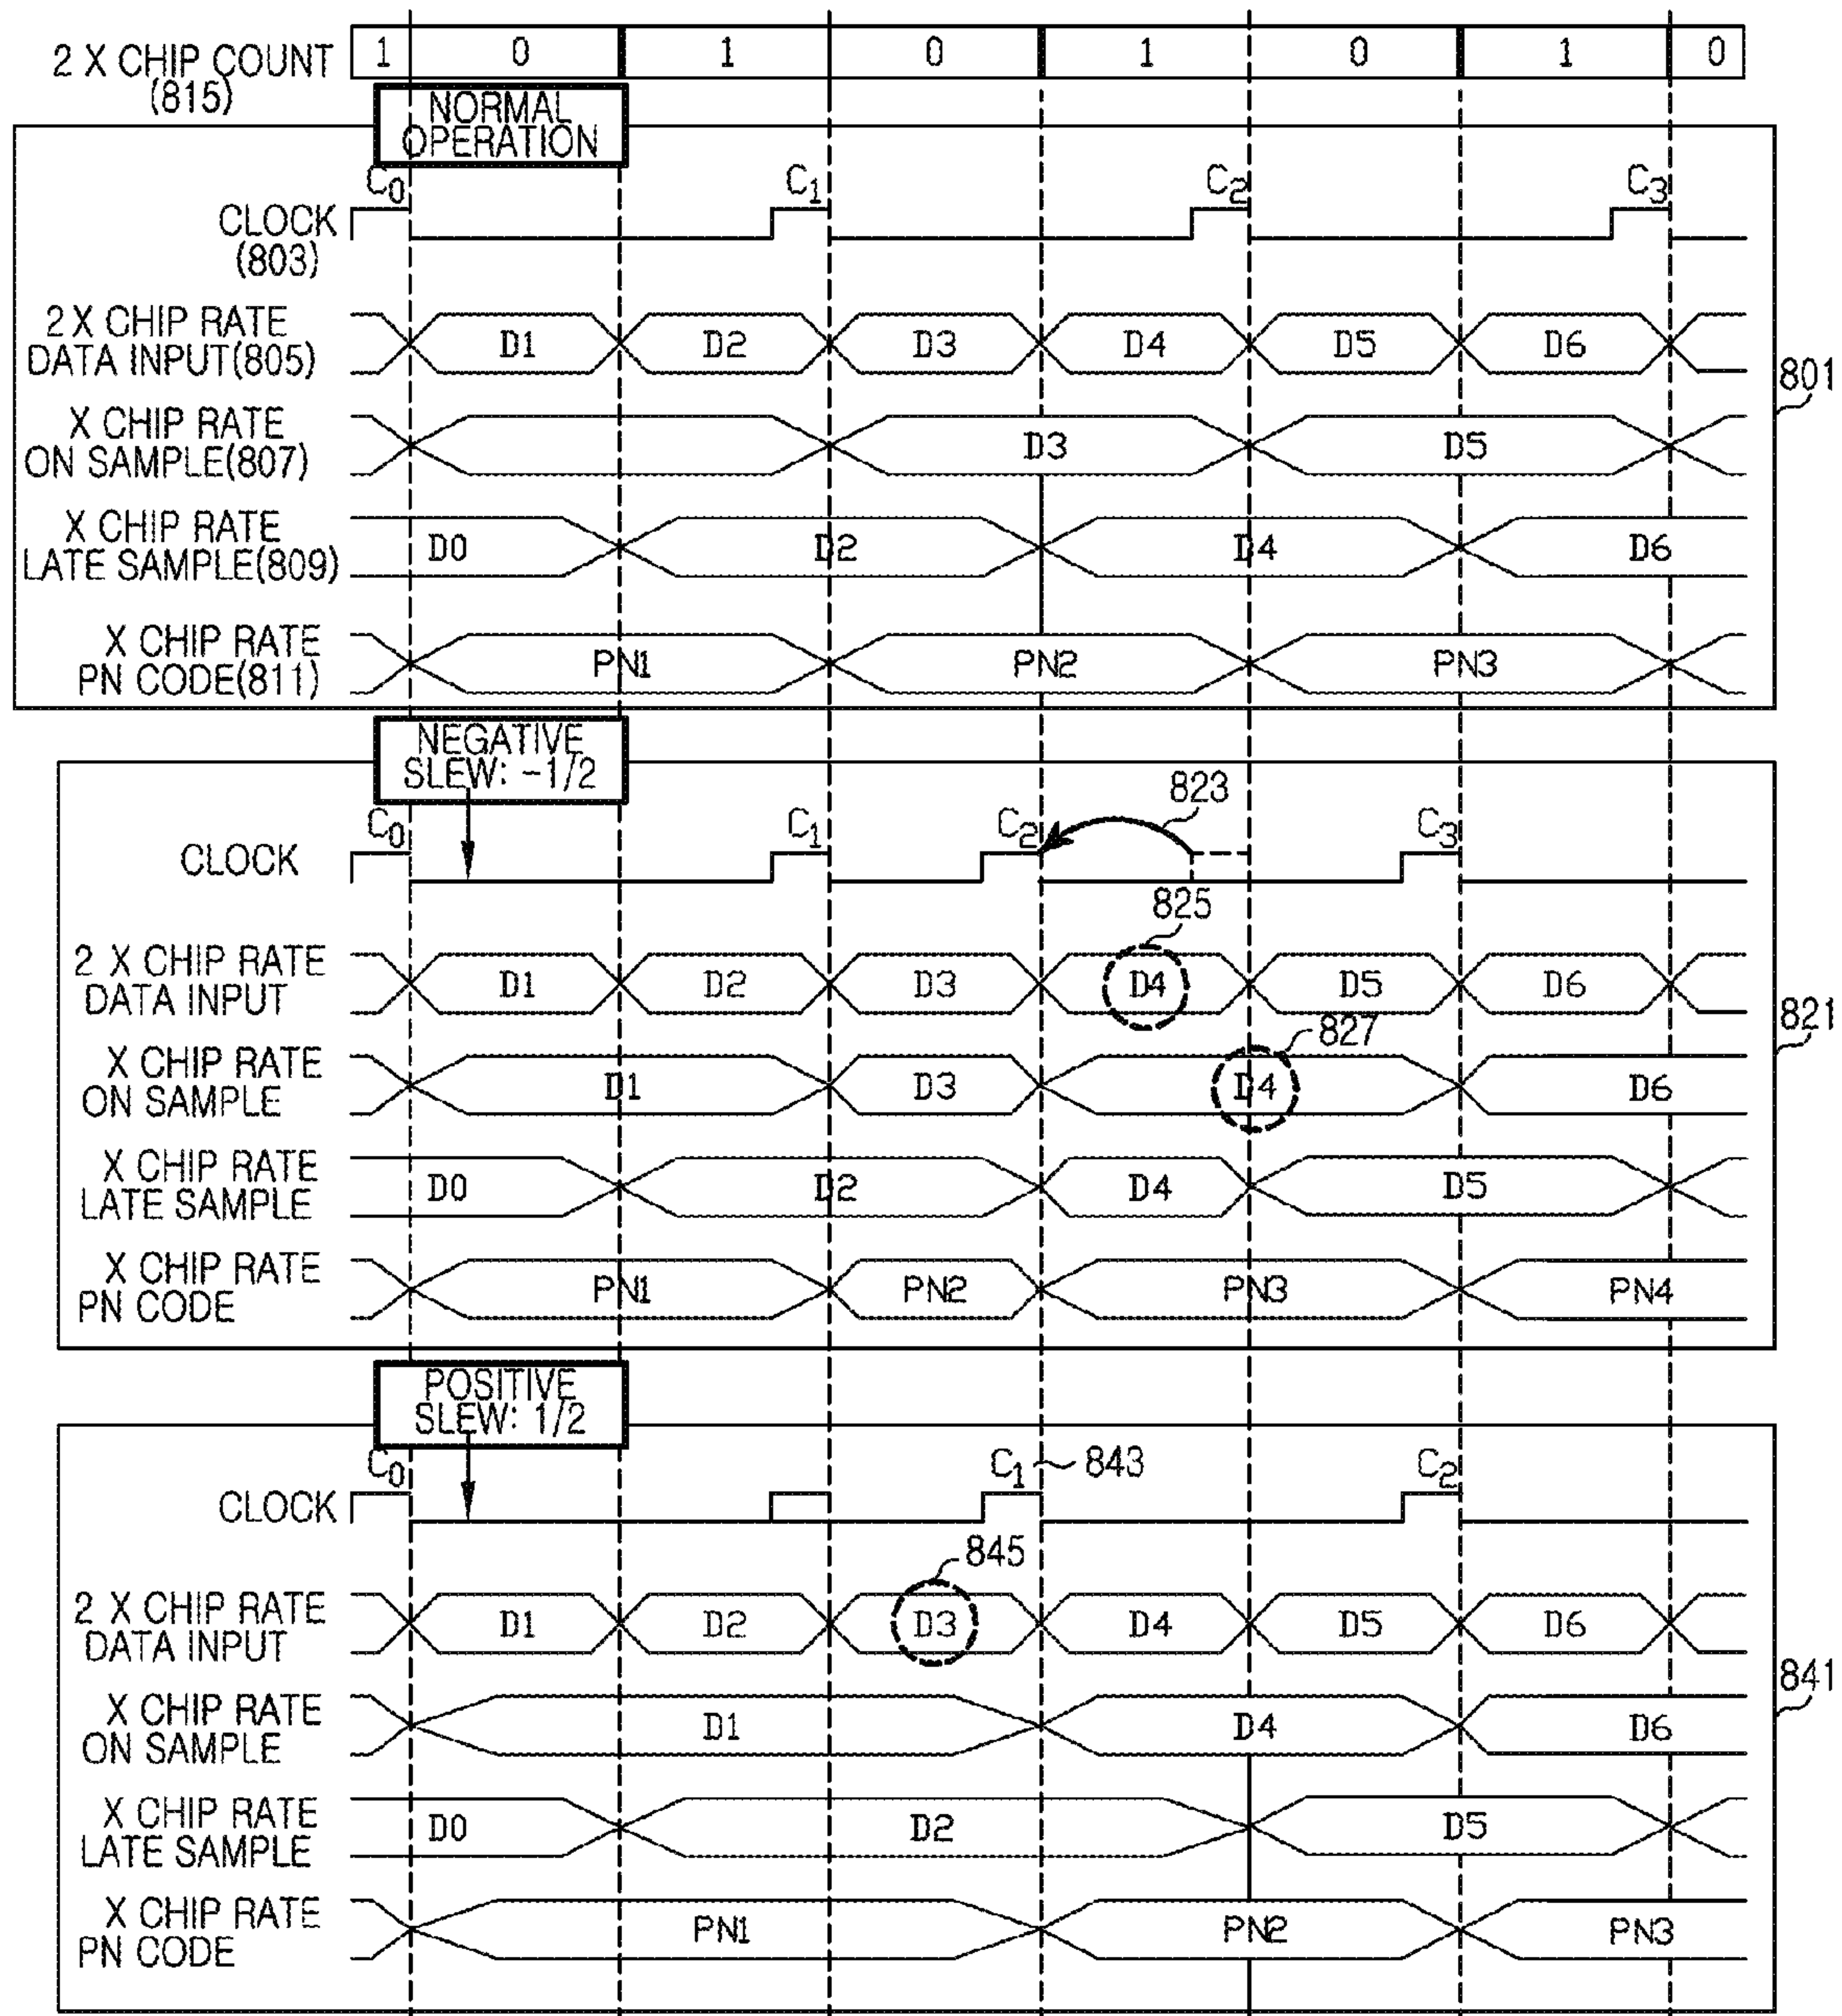 2 X CHIP COUNT
(815)
1 0 1 0 1 0 1 0
NORMAL
OPERATION
C0 C1 C2 C3
CLOCK
(803)
2X CHIP RATE
DATA INPUT(805)
D1 D2 D3 D4 D5 D6
801
X CHIP RATE
ON SAMPLE(807)
D3 D5
X CHIP RATE
LATE SAMPLE(809)
D0 D2 D4 D6
X CHIP RATE
PN CODE(811)
PN1 PN2 PN3
NEGATIVE
SLEW: -1/2
823
C0 C1 C2 C3
CLOCK
825
2 X CHIP RATE
DATA INPUT
D1 D2 D3 D4 D5 D6
827
821
X CHIP RATE
ON SAMPLE
D1 D3 D4 D6
X CHIP RATE
LATE SAMPLE
D0 D2 D4 D5
X CHIP RATE
PN CODE
PN1 PN2 PN3 PN4
POSITIVE
SLEW: 1/2
C0 C1 843 C2
CLOCK
845
2 X CHIP RATE
DATA INPUT
D1 D2 D3 D4 D5 D6
841
X CHIP RATE
ON SAMPLE
D1 D4 D6
X CHIP RATE
LATE SAMPLE
D0 D2 D5
X CHIP RATE
PN CODE
PN1 PN2 PN3